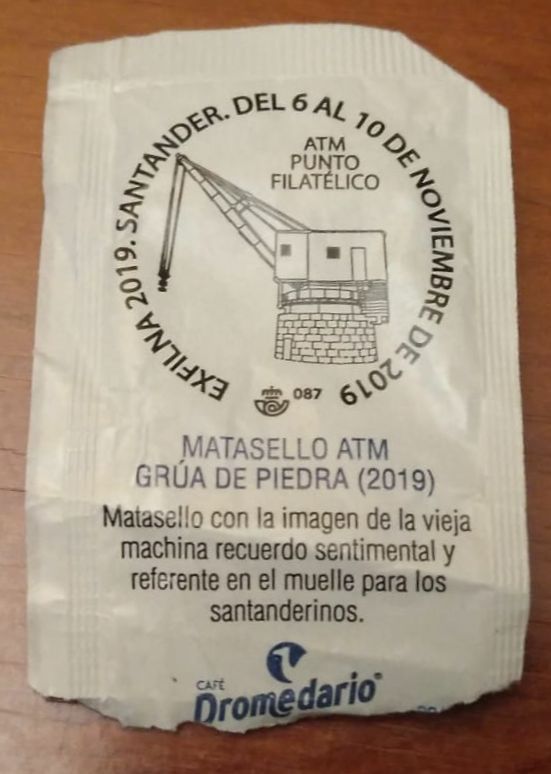 EXFILNA 2019. SANTANDER. DEL 6 AL 10 DE NOVIEMBRE DE 2019
ATM
PUNTO
FILATÉLICO
087
MATASELLO ATM
GRÚA DE PIEDRA (2019)
Matasello con la imagen de la vieja
machina recuerdo sentimental y
referente en el muelle para los
santanderinos.
CAFÉ
Dromedario®